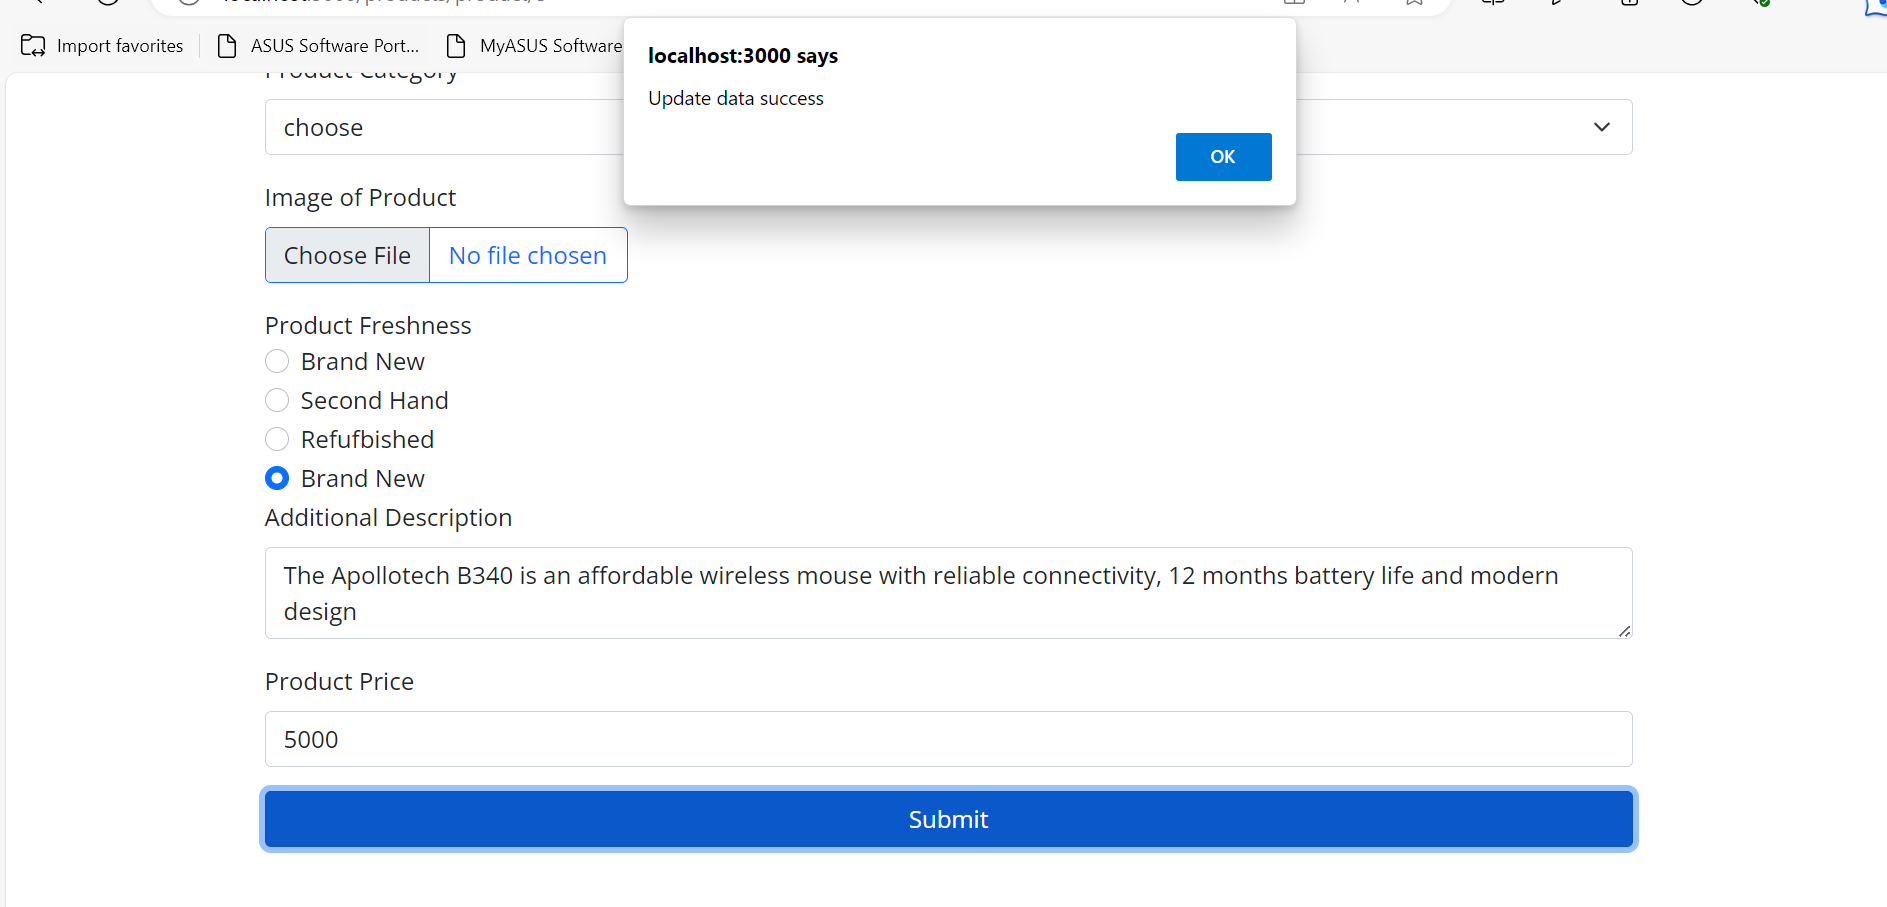 Import favorites
ASUS Software Port...
MyASUS Software
localhost:3000 says
Update data success
OK
Product Category
choose
Image of Product
Choose File
No file chosen
Product Freshness
Brand New
Second Hand
Refufbished
Brand New
Additional Description
The Apollotech B340 is an affordable wireless mouse with reliable connectivity, 12 months battery life and modern
design
Product Price
5000
Submit